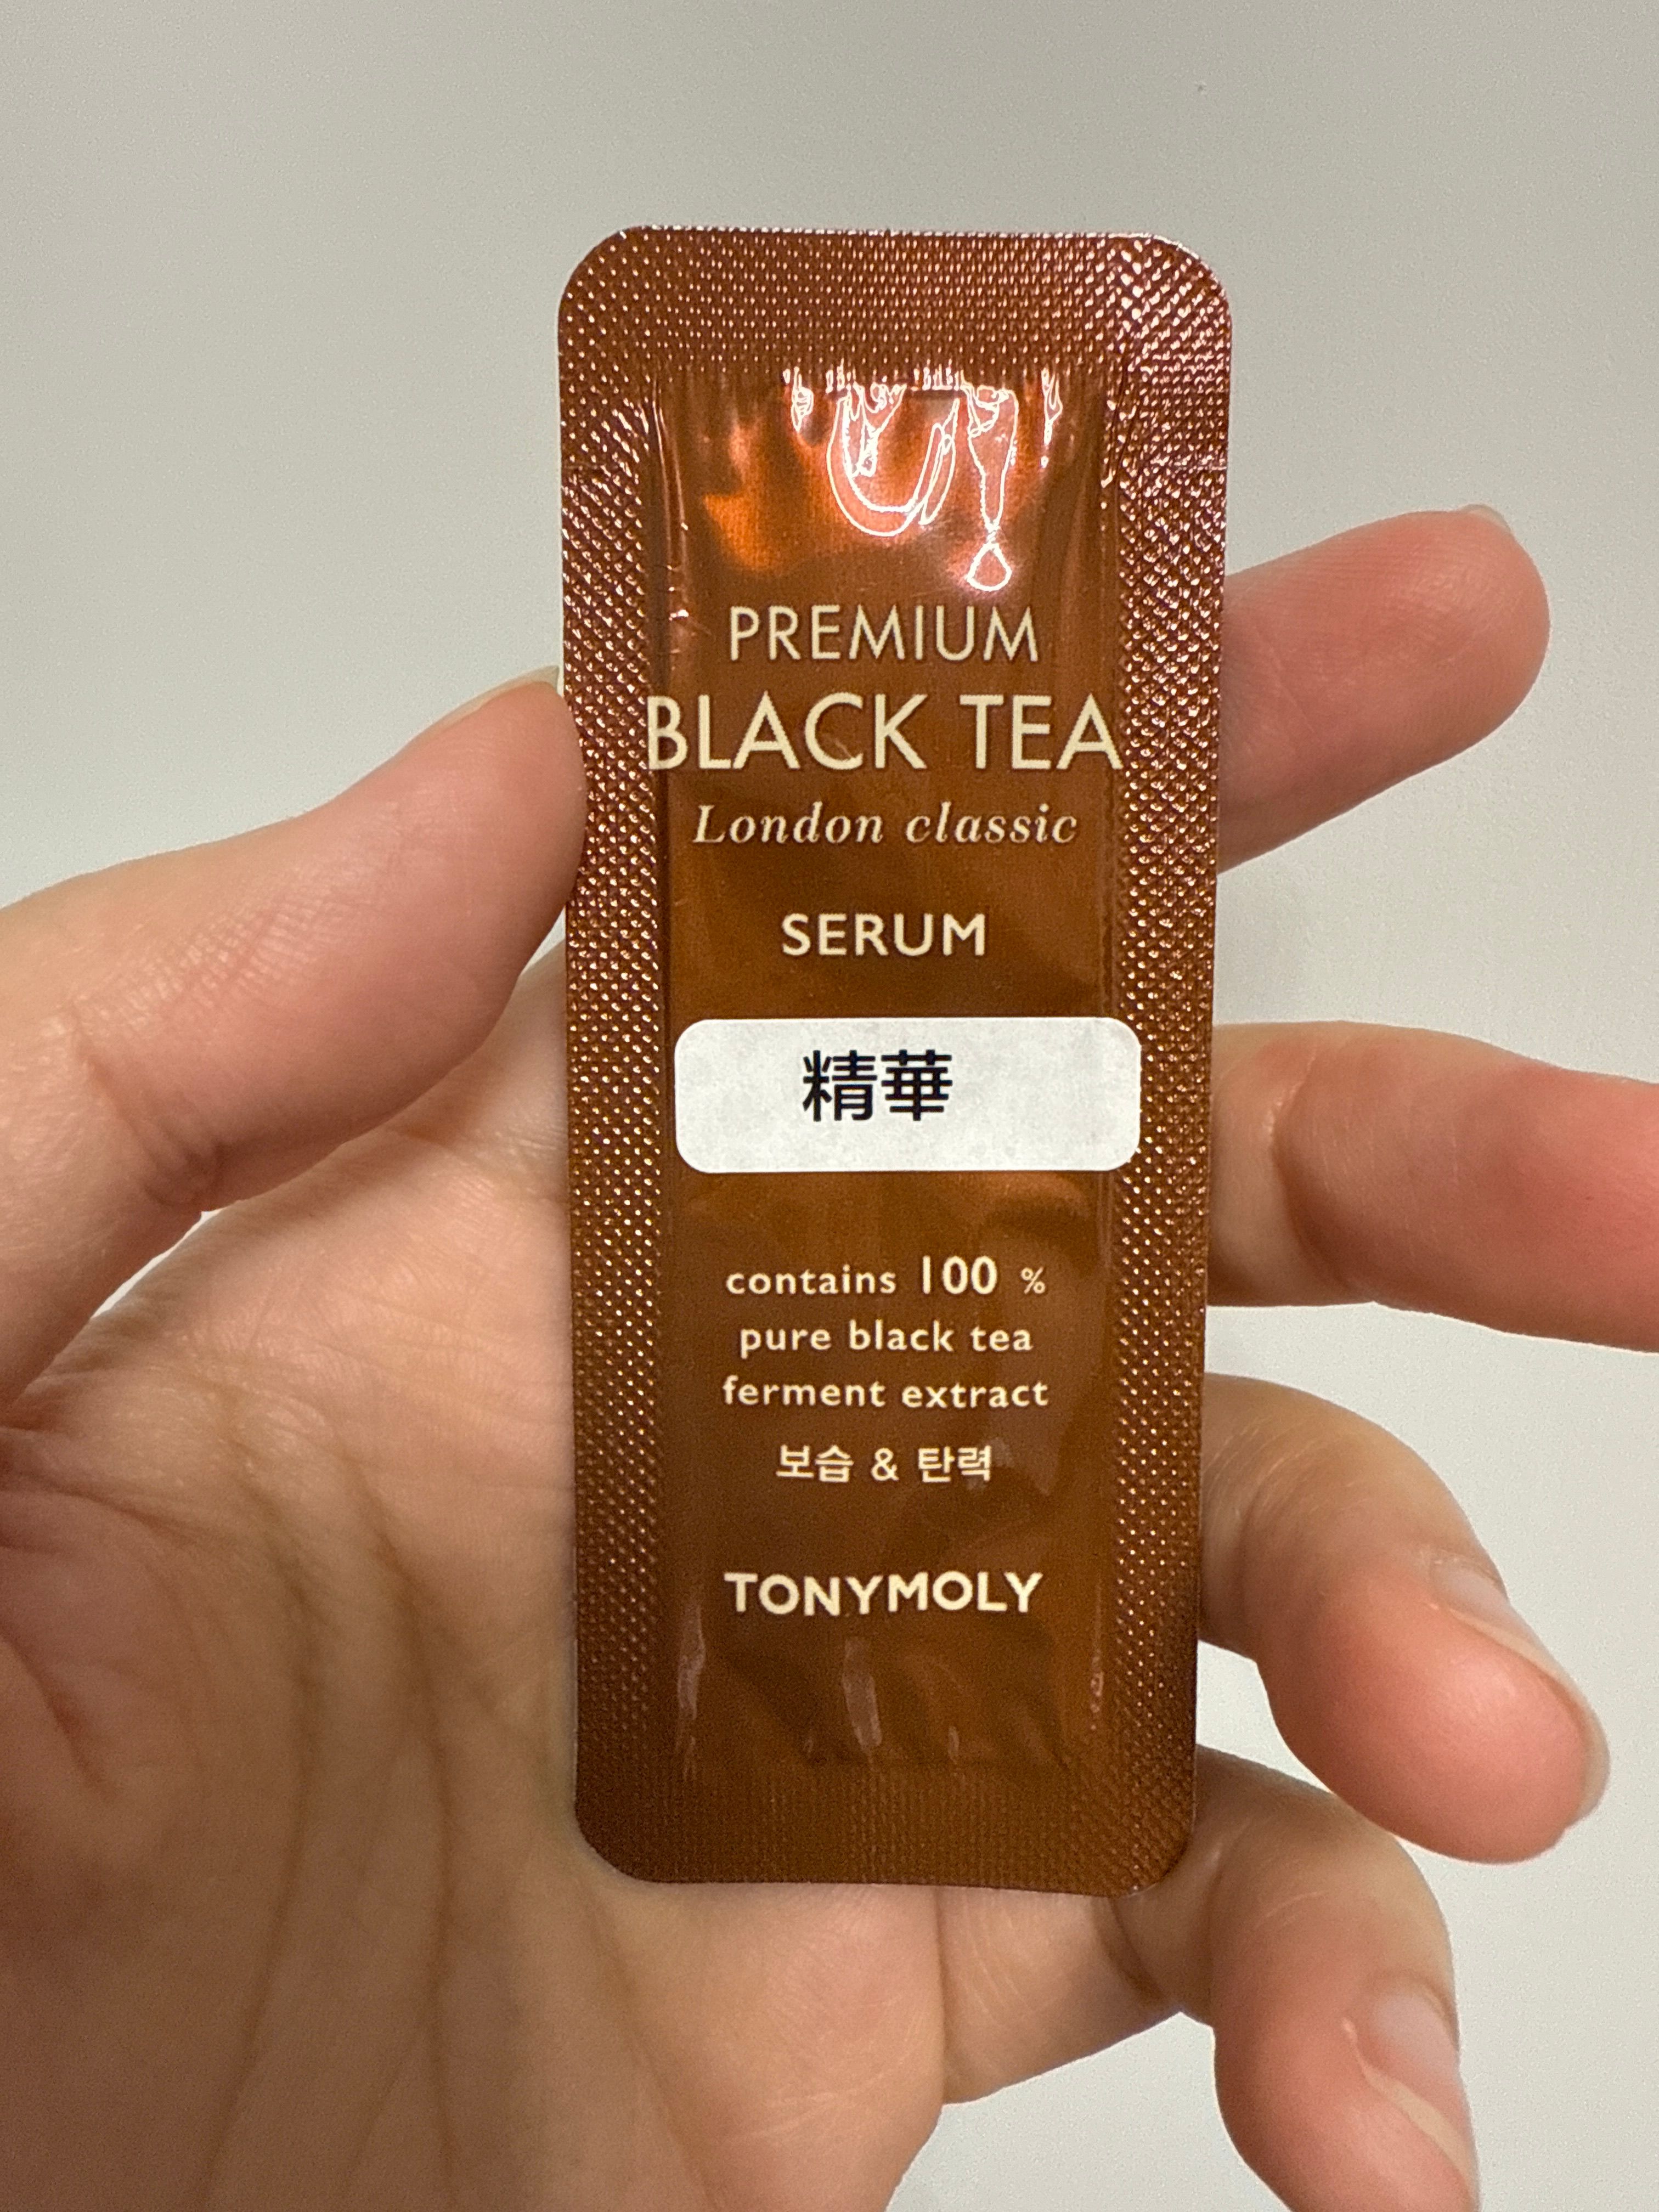 PREMIUM
BLACK TEA
London classic
SERUM
精華
contains 100 %
pure black tea
ferment extract
보습 & 탄력
TONYMOLY